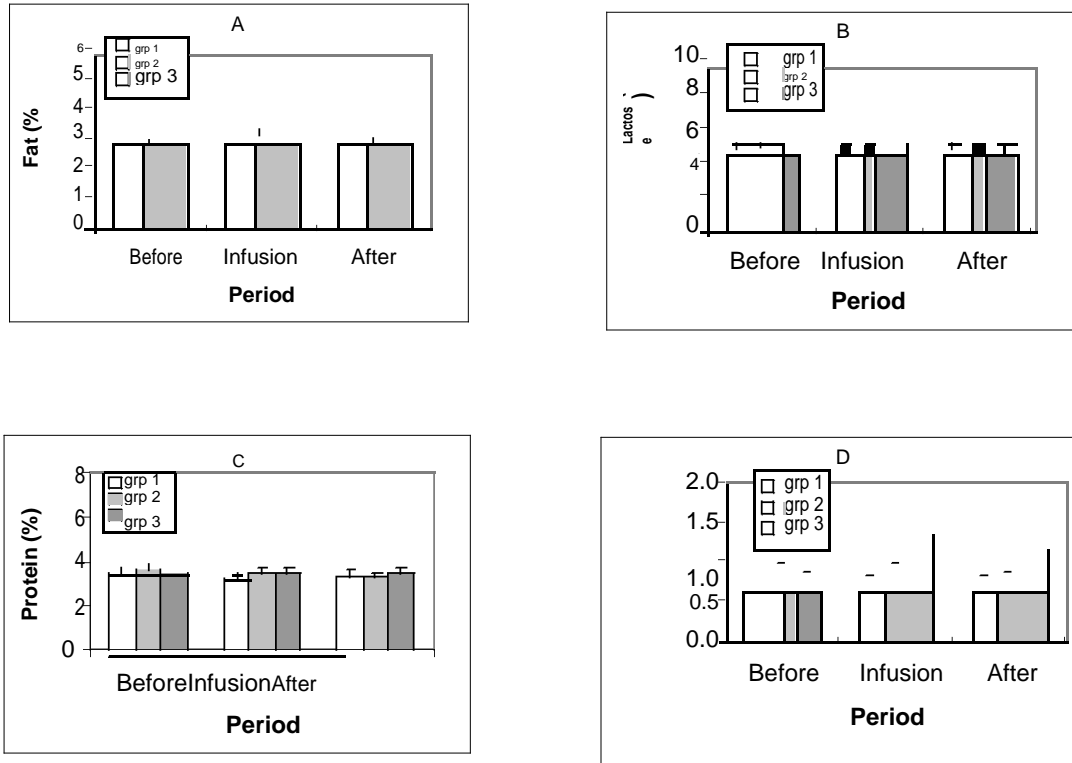 A
6
5
4
3
2
1
0
Fat (%
grp 1
grp 2
grp 3
Before Infusion After
Period
B
10
8
6
4
0
Lactos
e )
grp 1
grp 2
grp 3
Before Infusion After
Period
C
8
6
4
2
0
Protein (%)
grp 1
grp 2
grp 3
BeforeInfusionAfter
Period
D
2.0
1.5
1.0
0.5
0.0
grp 1
grp 2
grp 3
Before Infusion After
Period